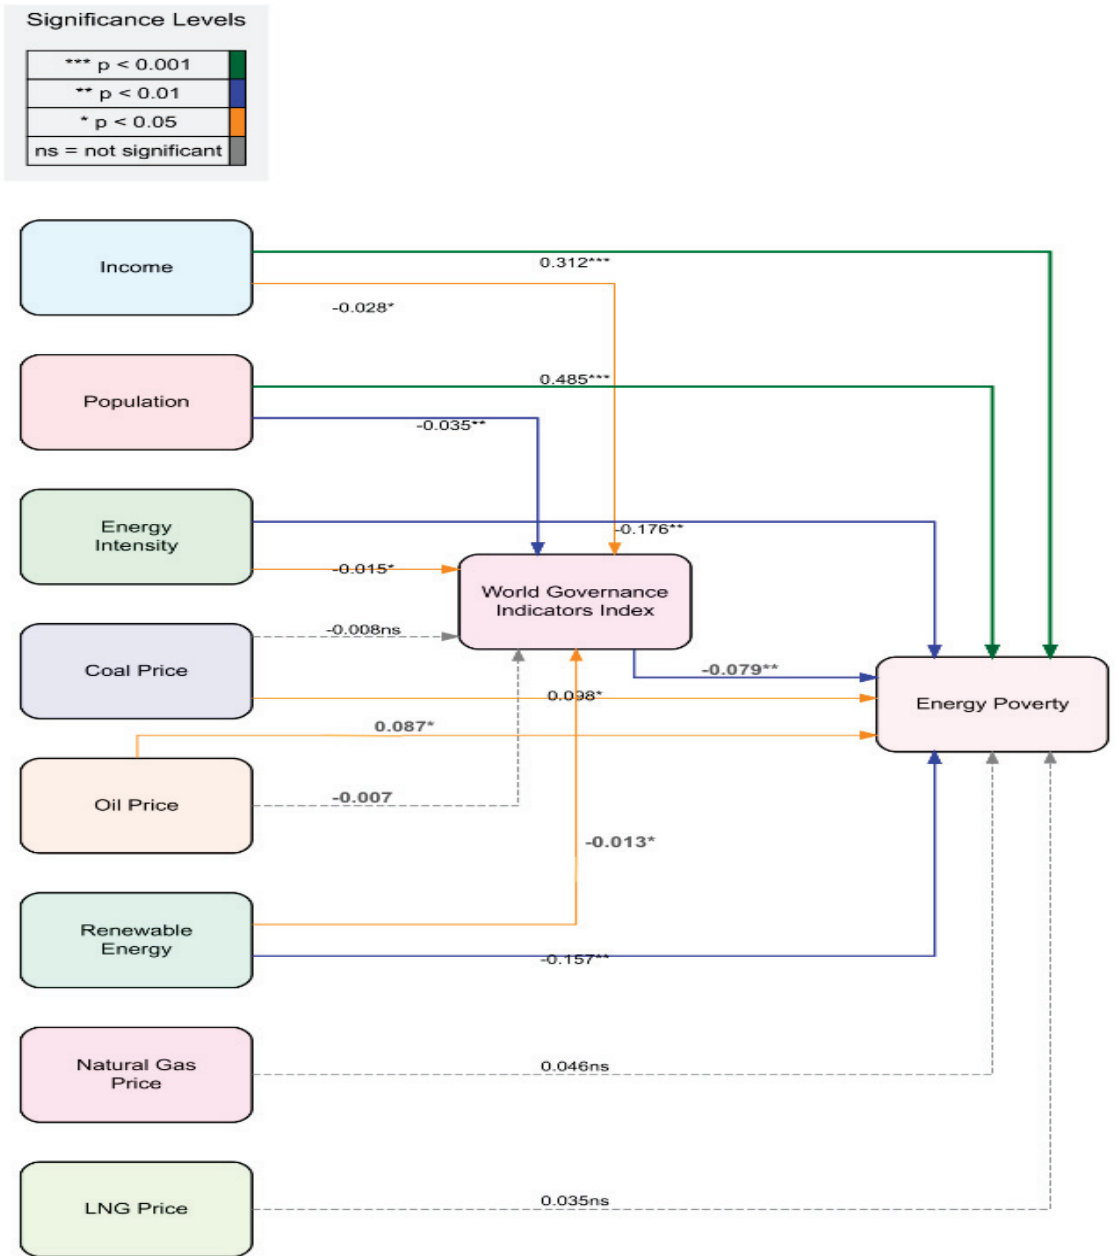 Significance Levels
*** p < 0.001
** p < 0.01
* p < 0.05
ns = not significant
Income
0.312***
-0.028*
Population
0.485***
-0.035**
Energy
Intensity
-0.176**
-0.015*
World Governance
Indicators Index
-0.008ns
Coal Price
-0.079**
0.098*
Energy Poverty
0.087*
Oil Price
-0.007
-0.013*
Renewable
Energy
-0.157**
Natural Gas
Price
0.046ns
LNG Price
0.035ns